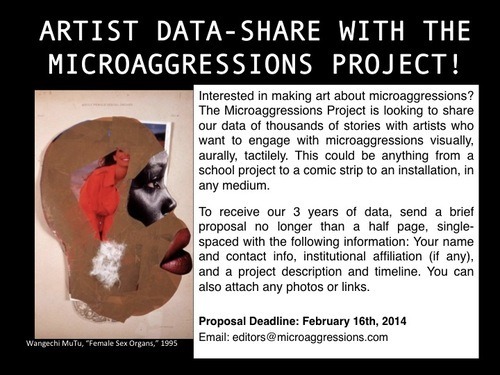 ARTIST DATA-SHARE WITH THE
MICROAGGRESSIONS PROJECT!
Interested in making art about microaggressions?
The Microaggressions Project is looking to share
our data of thousands of stories with artists who
want to engage with microaggressions visually,
aurally, tactilely. This could be anything from a
school project to a comic strip to an installation, in
any medium.
To receive our 3 years of data, send a brief
proposal no longer than a half page, single-
spaced with the following information: Your name
and contact info, institutional affiliation (if any),
and a project description and timeline. You can
also attach any photos or links.
Proposal Deadline: February 16th, 2014
Email: editors@microaggressions.com
Wangechi MuTu, "Female Sex Organs," 1995